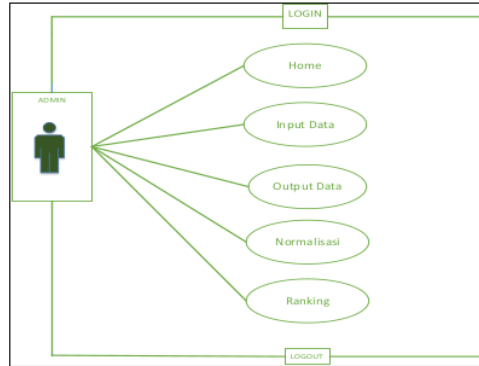 LOGIN
Home
ADMIN
Input Data
Output Data
Normalisasi
Ranking
LOGOUT